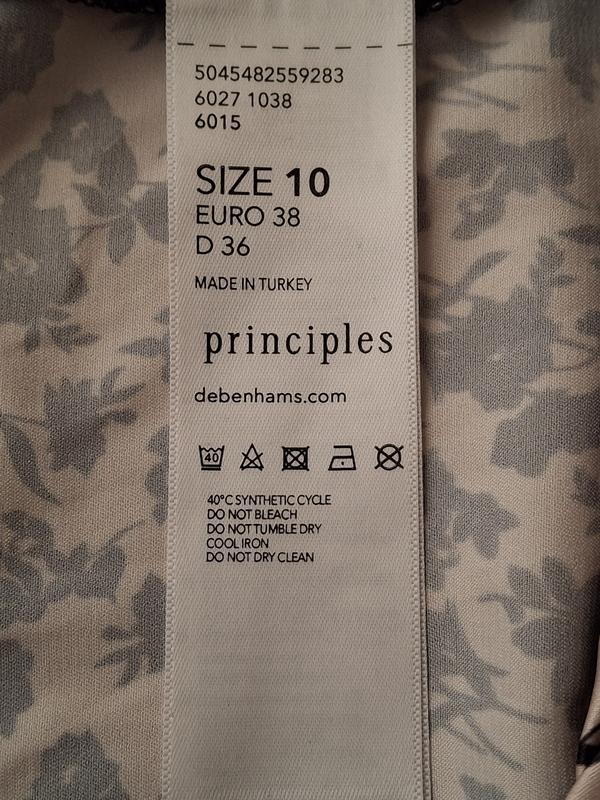 5045482559283
6027 1038
6015
SIZE 10
EURO 38
D 36
MADE IN TURKEY
principles
debenhams.com
40
40°C SYNTHETIC CYCLE
DO NOT BLEACH
DO NOT TUMBLE DRY
COOL IRON
DO NOT DRY CLEAN